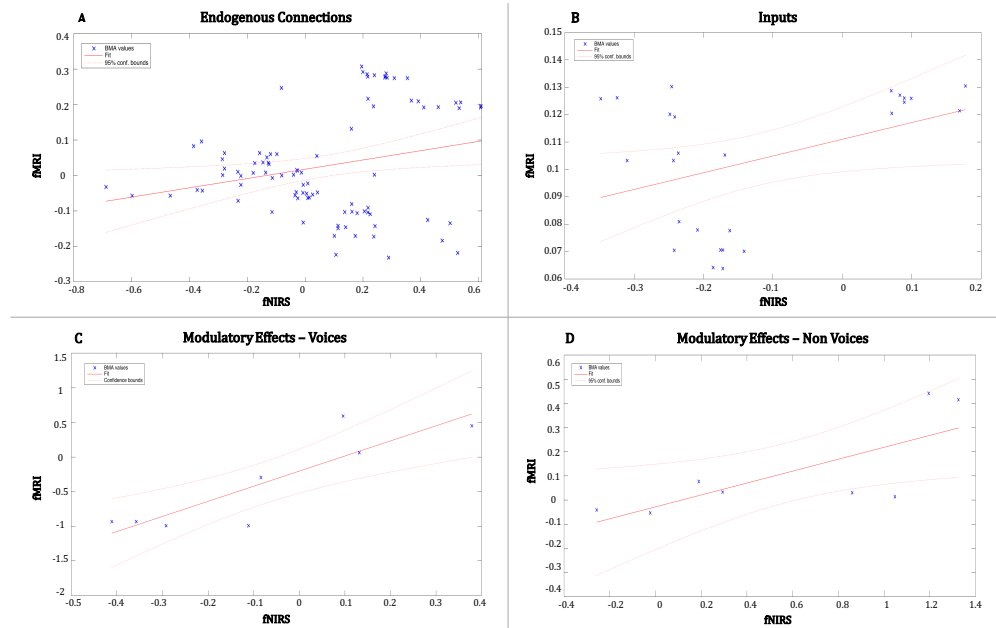 A
Endogenous Connections
0.4
0.3
0.2
0.1
0
-0.1
-0.2
-0.3
-0.8
-0.6
-0.4
-0.2
0
0.2
0.4
0.6
fMRI
fNIRS
BMA values
Fit
95% conf. bounds
B
Inputs
0.15
0.14
0.13
0.12
0.11
0.1
0.09
0.08
0.07
0.06
-0.4
-0.3
-0.2
-0.1
0
0.1
0.2
fMRI
fNIRS
BMA values
Fit
95% conf. bounds
C
Modulatory Effects – Voices
1.5
1
0.5
0
-0.5
-1
-1.5
-2
-0.5
-0.4
-0.3
-0.2
-0.1
0
0.1
0.2
0.3
0.4
fMRI
fNIRS
BMA values
Fit
Confidence bounds
D
Modulatory Effects – Non Voices
0.6
0.5
0.4
0.3
0.2
0.1
0
-0.1
-0.2
-0.3
-0.4
-0.4
-0.2
0
0.2
0.4
0.6
0.8
1
1.2
1.4
fMRI
fNIRS
BMA values
Fit
95% conf. bounds